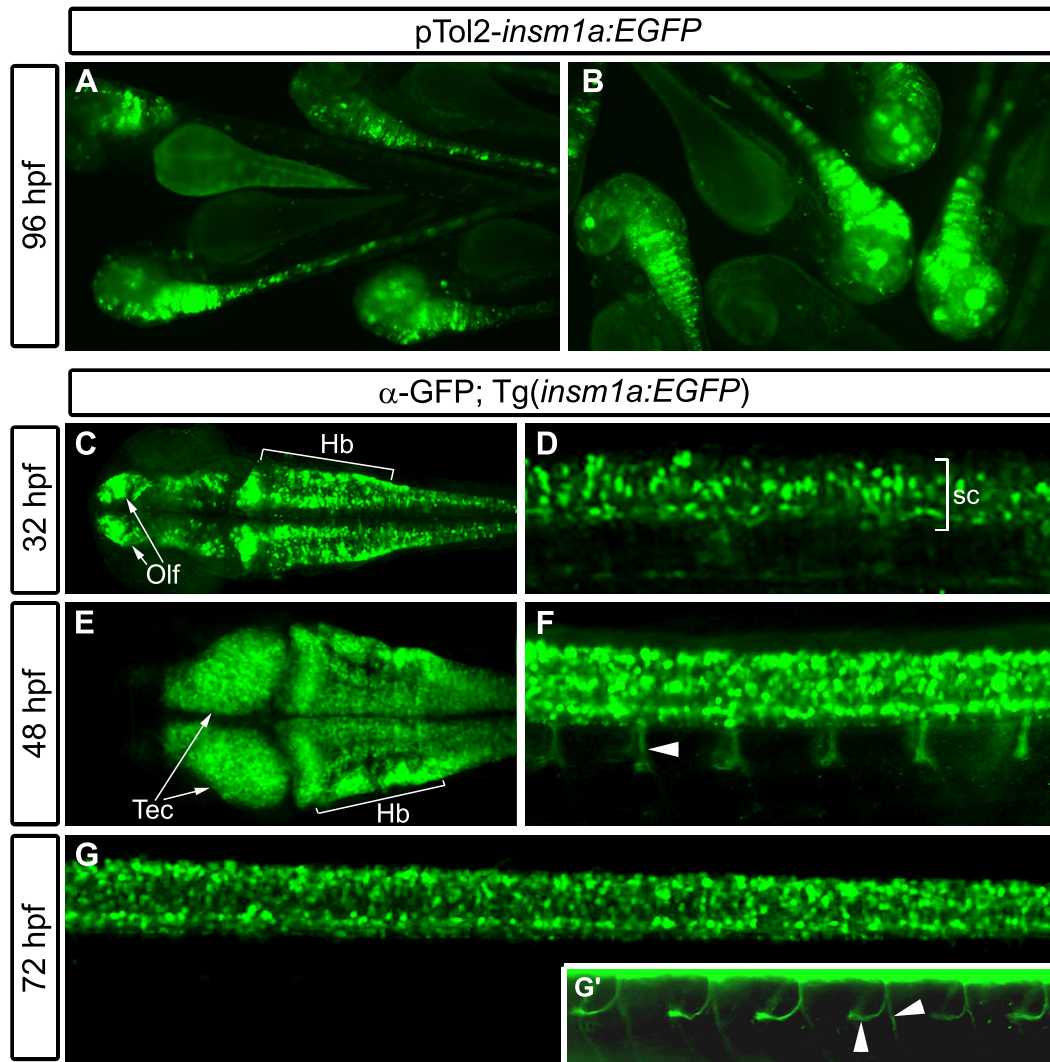 pTol2-insm1a:EGFP
96 hpf
A
B
α-GFP; Tg(insm1a:EGFP)
32 hpf
C
Hb
Olf
D
sc
48 hpf
E
Tec
Hb
F
72 hpf
G
G'